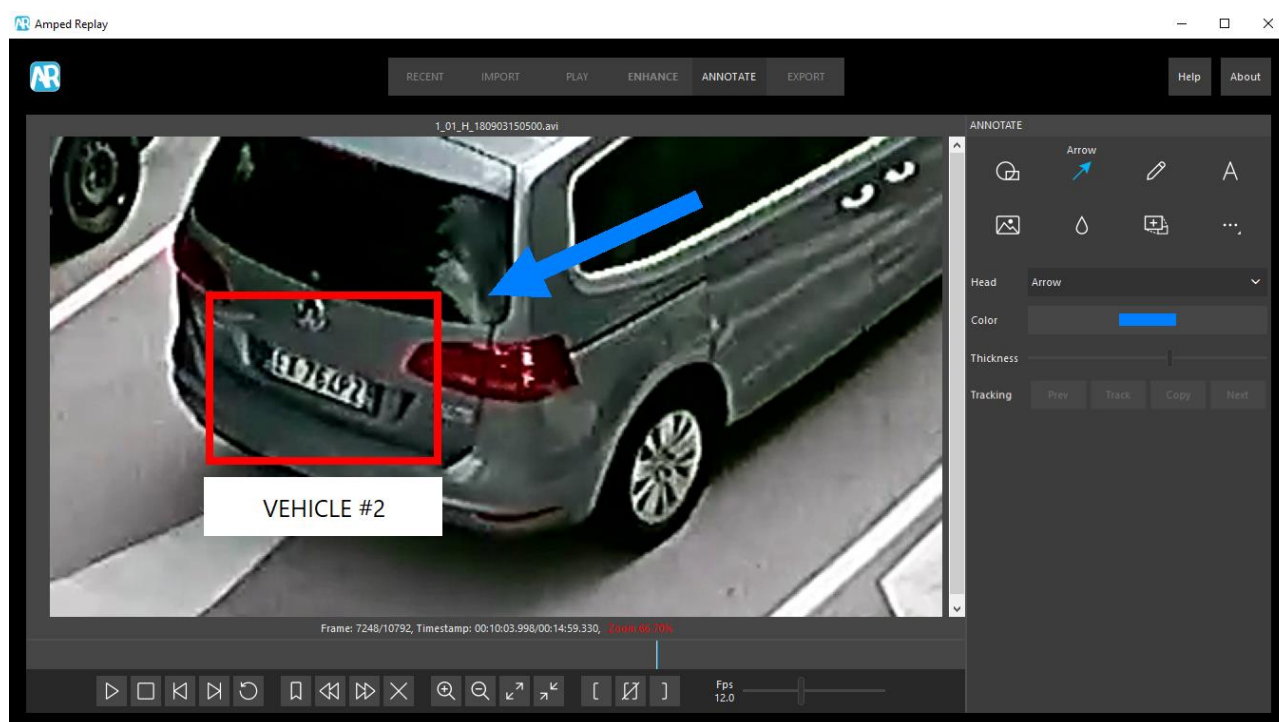 AR Amped Replay
AR
RECENT IMPORT PLAY ENHANCE ANNOTATE EXPORT
Help About
1_01_H_180903150500.avi
ANNOTATE
Arrow
A
Head Arrow
Color
Thickness
Tracking Prev Track Copy Next
VEHICLE #2
Frame: 7248/10792, Timestamp: 00:10:03.998/00:14:59.330,
Fps
12.0